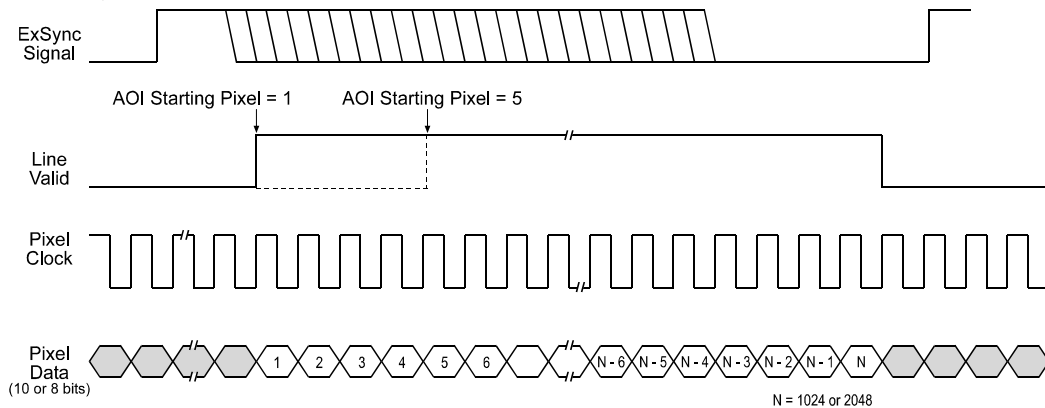 ExSync
Signal
AOI Starting Pixel = 1
AOI Starting Pixel = 5
Line
Valid
Pixel
Clock
Pixel
Data
(10 or 8 bits)
1 2 3 4 5 6 N - 6 N - 5 N - 4 N - 3 N - 2 N - 1 N
N = 1024 or 2048